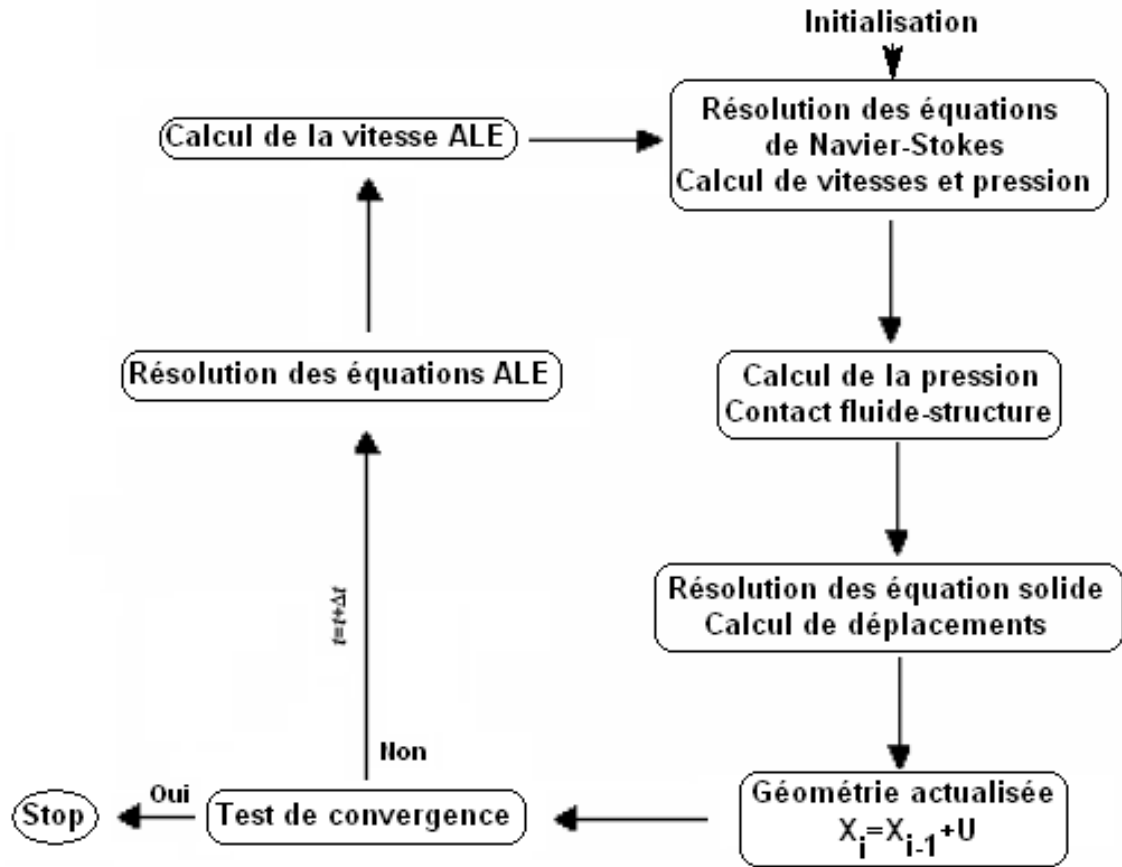 Initialisation
Résolution des équations
de Navier-Stokes
Calcul de vitesses et pression
Calcul de la vitesse ALE
Résolution des équations ALE
Calcul de la pression
Contact fluide-structure
Résolution des équation solide
Calcul de déplacements
t=t+Δt
Non
Géométrie actualisée
X_i=X_{i-1}+U
Test de convergence
Oui
Stop